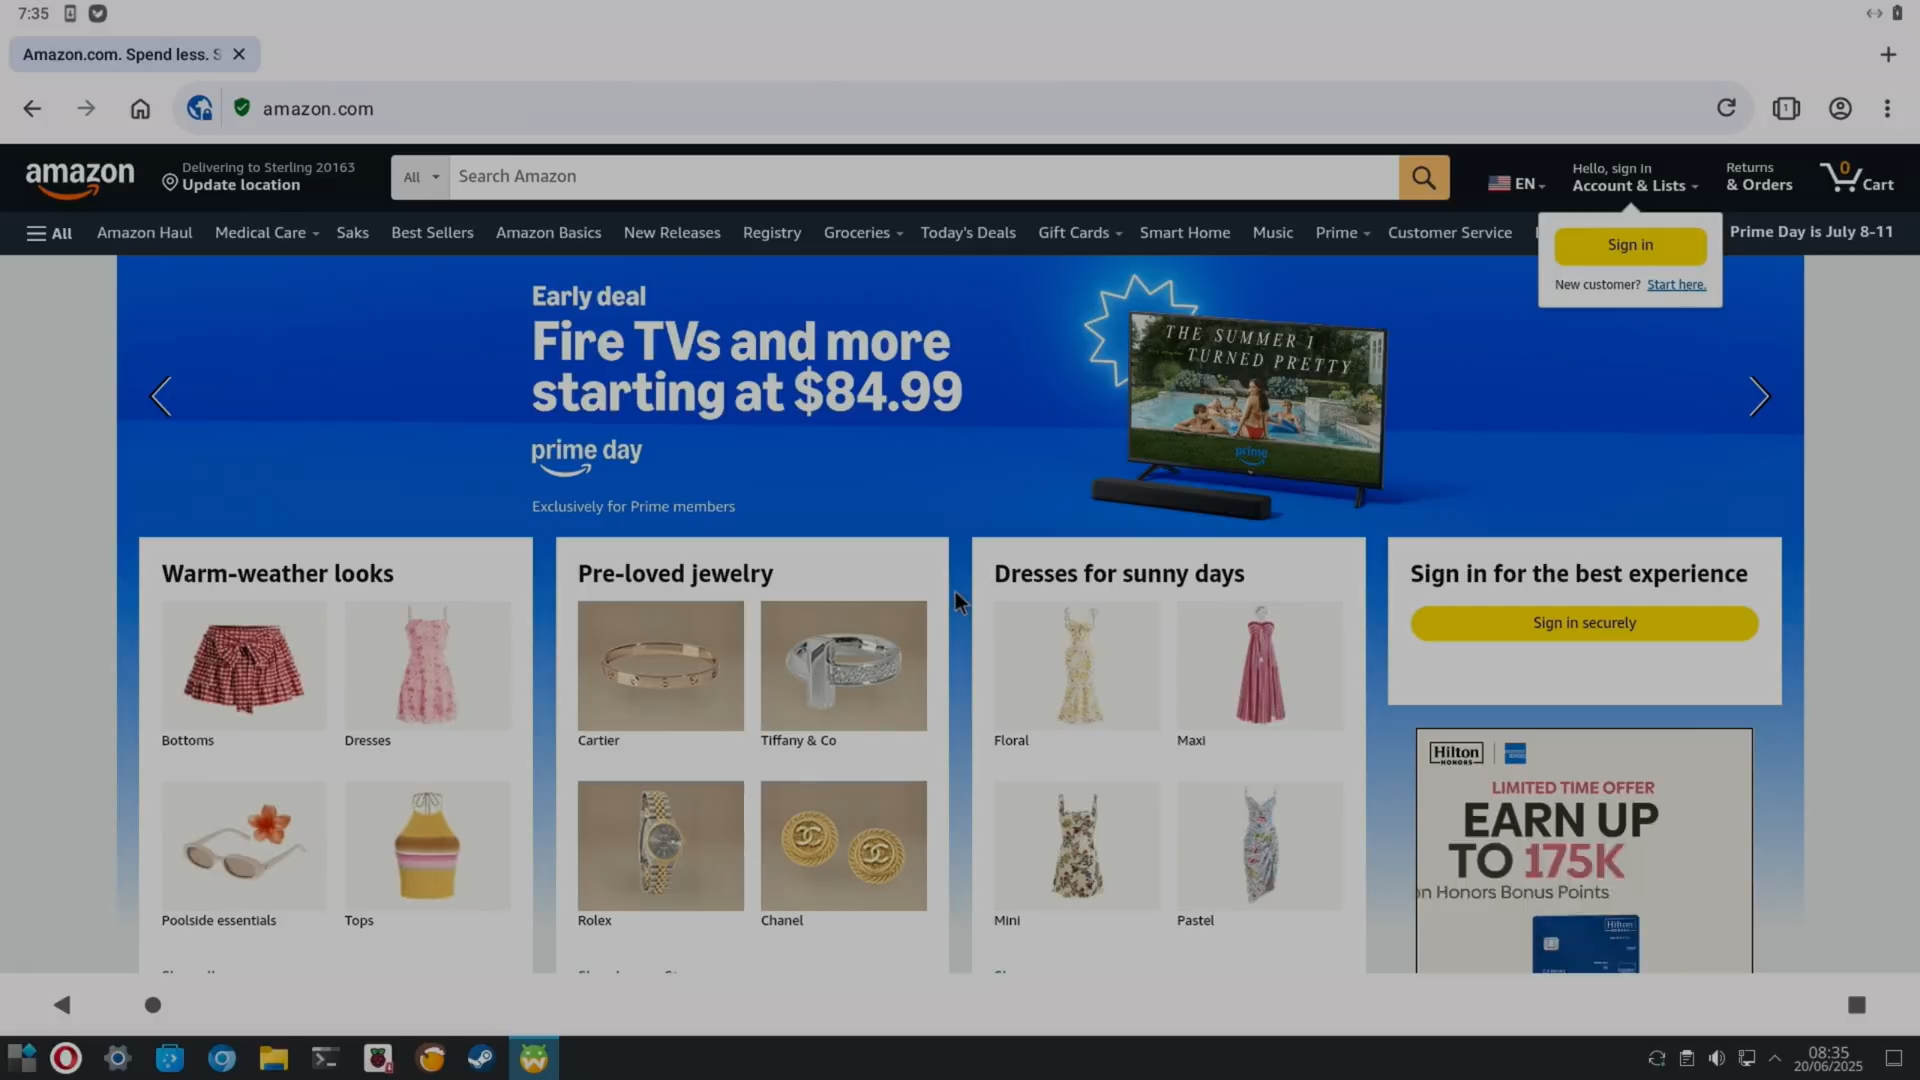 7:35
Amazon.com. Spend less. S
amazon.com
amazon
Delivering to Sterling 20163
Update location
All
Search Amazon
EN
Hello, sign in
Account & Lists
Returns
& Orders
0
Cart
All
Amazon Haul
Medical Care
Saks
Best Sellers
Amazon Basics
New Releases
Registry
Groceries
Today's Deals
Gift Cards
Smart Home
Music
Prime
Customer Service
Prime Day is July 8-11
Sign in
New customer? Start here.
Early deal
Fire TVs and more
starting at $84.99
prime day
Exclusively for Prime members
THE SUMMER I
TURNED PRETTY
prime
Warm-weather looks
Bottoms
Dresses
Poolside essentials
Tops
Pre-loved jewelry
Cartier
Tiffany & Co
Rolex
Chanel
Dresses for sunny days
Floral
Maxi
Mini
Pastel
Sign in for the best experience
Sign in securely
Hilton
HONORS
LIMITED TIME OFFER
EARN UP
TO 175K
n Honors Bonus Points
Hilton
08:35
20/06/2025